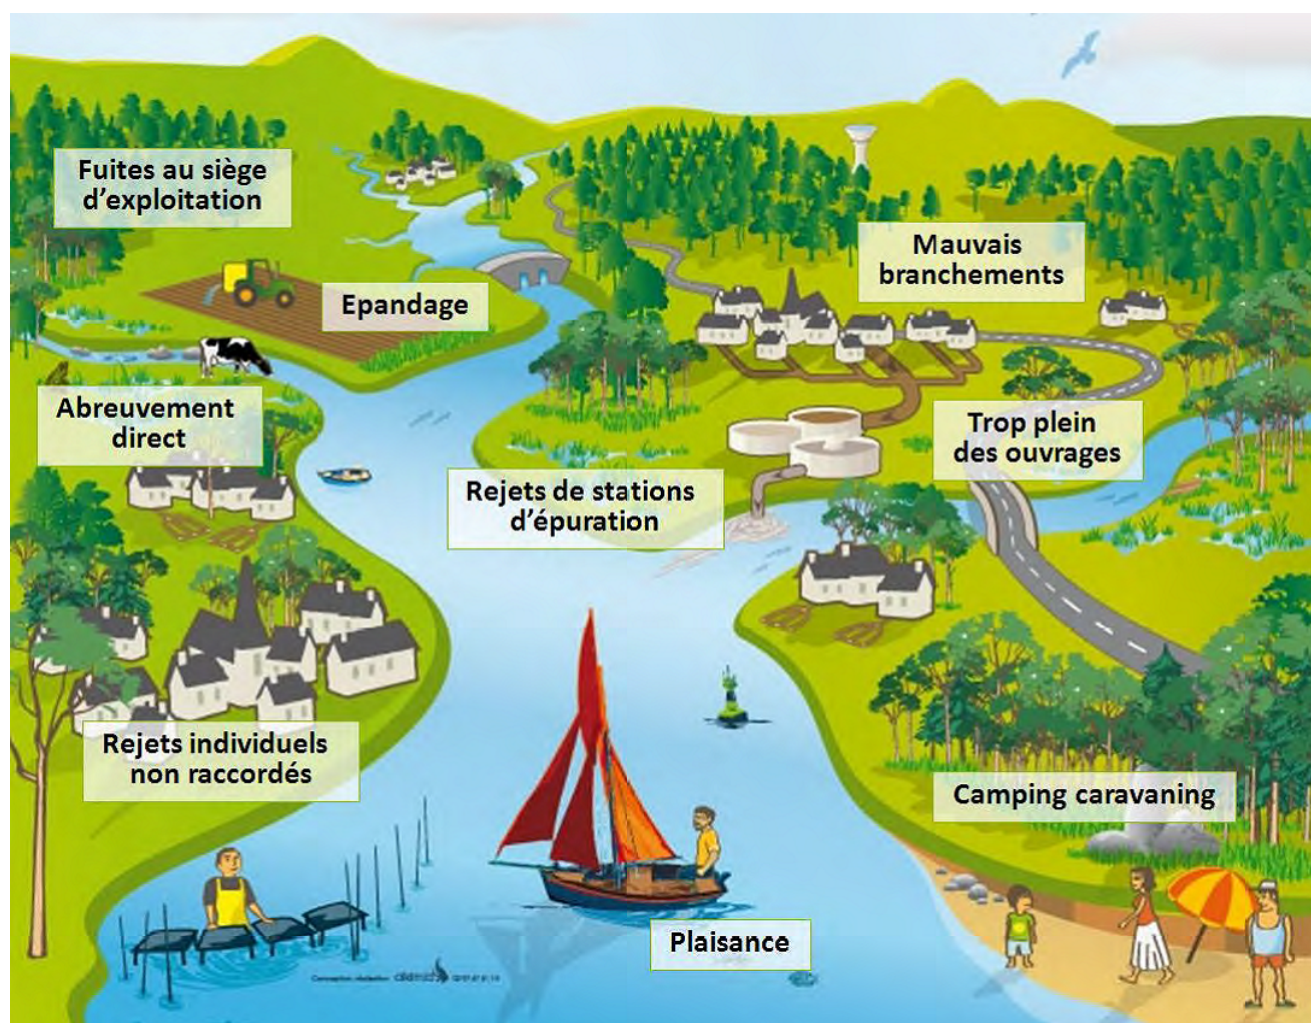 Fuites au siège
d'exploitation
Mauvais
branchements
Epandage
Abreuvement
direct
Trop plein
des ouvrages
Rejets de stations
d'épuration
Rejets individuels
non raccordés
Camping caravaning
Plaisance